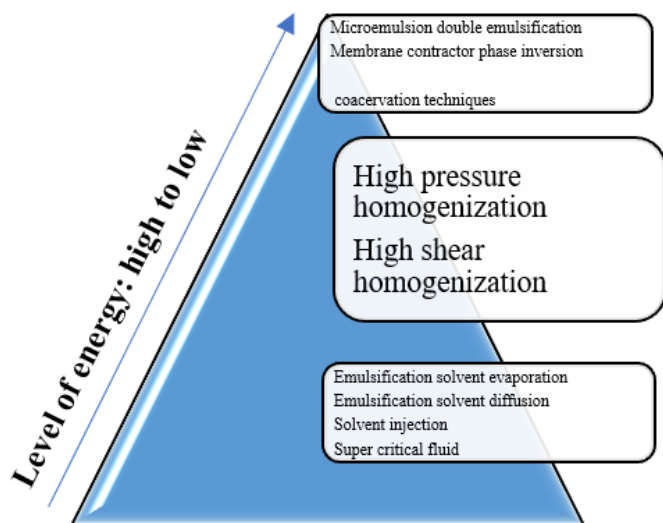 Microemulsion double emulsification
Membrane contractor phase inversion
coacervation techniques
High pressure
homogenization
High shear
homogenization
Level of energy: high to low
Emulsification solvent evaporation
Emulsification solvent diffusion
Solvent injection
Super critical fluid